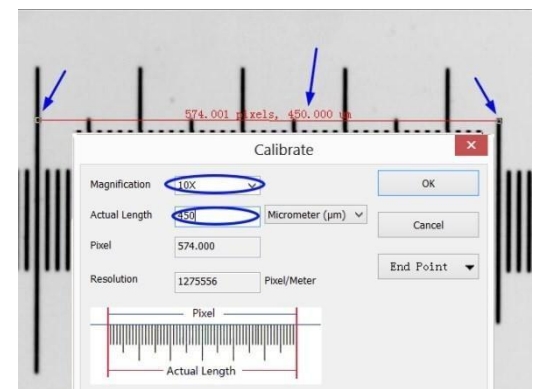 574.001 pixels, 450.000 um
Calibrate
Magnification 10X OK
Actual Length 450 Micrometer (µm) Cancel
Pixel 574.000
End Point
Resolution 1275556 Pixel/Meter
Pixel
Actual Length